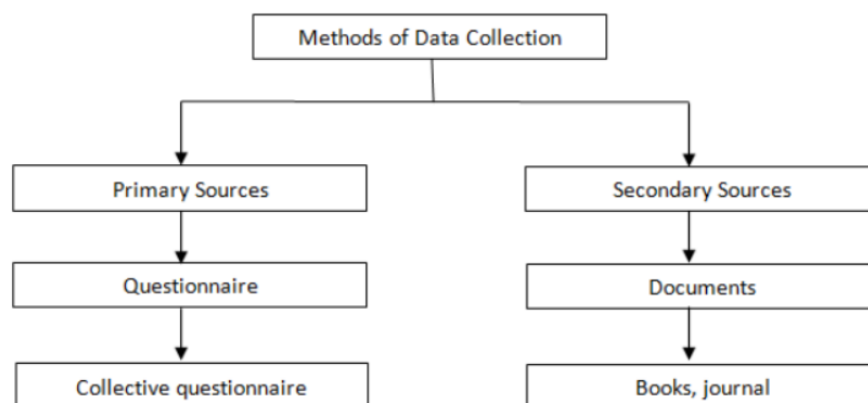 Methods of Data Collection
Primary Sources
Secondary Sources
Questionnaire
Documents
Collective questionnaire
Books, journal